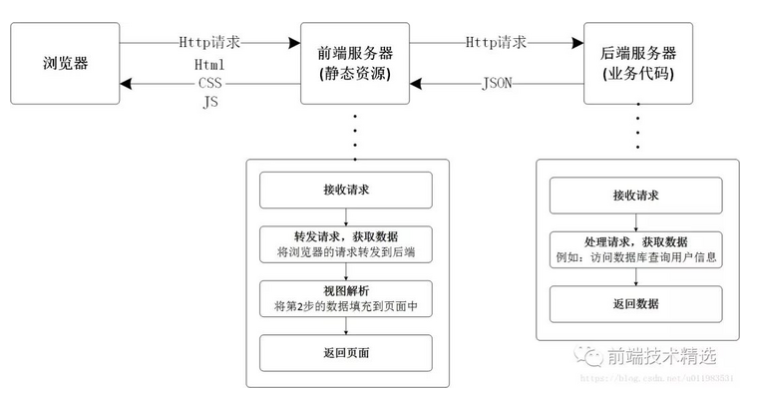 浏览器
Http请求
Html
CSS
JS
前端服务器
(静态资源)
Http请求
JSON
后端服务器
(业务代码)
接收请求
转发请求，获取数据
将浏览器的请求转发到后端
视图解析
将第2步的数据填充到页面中
返回页面
接收请求
处理请求，获取数据
例如：访问数据库查询用户信息
返回数据
前端技术精选
https://blog.csdn.net/u011983531